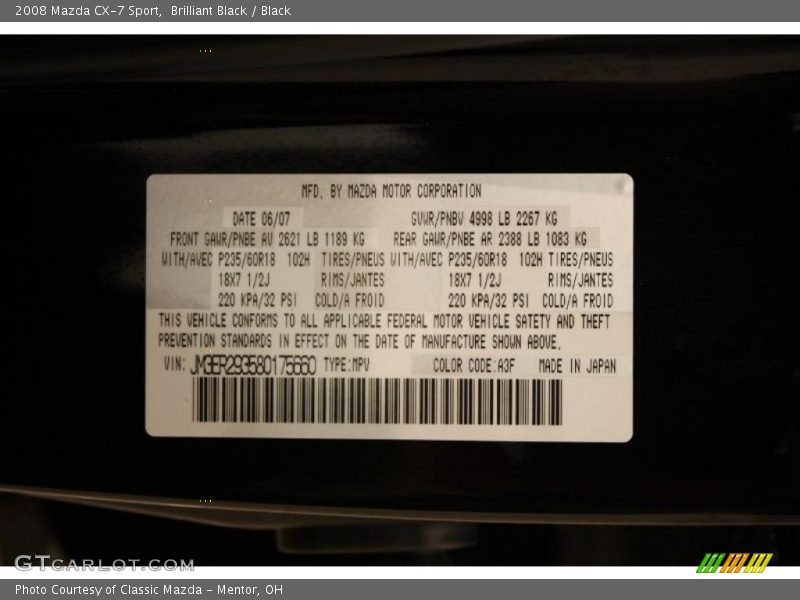 2008 Mazda CX-7 Sport,  Brilliant Black / Black
MFD. BY MAZDA MOTOR CORPORATION
DATE 06/07 GVWR/PNBV 4998 LB 2267 KG
FRONT GAWR/PNBE AV 2621 LB 1189 KG REAR GAWR/PNBE AR 2388 LB 1083 KG
WITH/AVEC P235/60R18 102H TIRES/PNEUS WITH/AVEC P235/60R18 102H TIRES/PNEUS
18X7 1/2J RIMS/JANTES 18X7 1/2J RIMS/JANTES
220 KPA/32 PSI COLD/A FROID 220 KPA/32 PSI COLD/A FROID
THIS VEHICLE CONFORMS TO ALL APPLICABLE FEDERAL MOTOR VEHICLE SAFETY AND THEFT
PREVENTION STANDARDS IN EFFECT ON THE DATE OF MANUFACTURE SHOWN ABOVE.
VIN: JM3ER293580175660 TYPE:MPV COLOR CODE:A3F MADE IN JAPAN
GTCARLOT.COM
Photo Courtesy of Classic Mazda - Mentor, OH